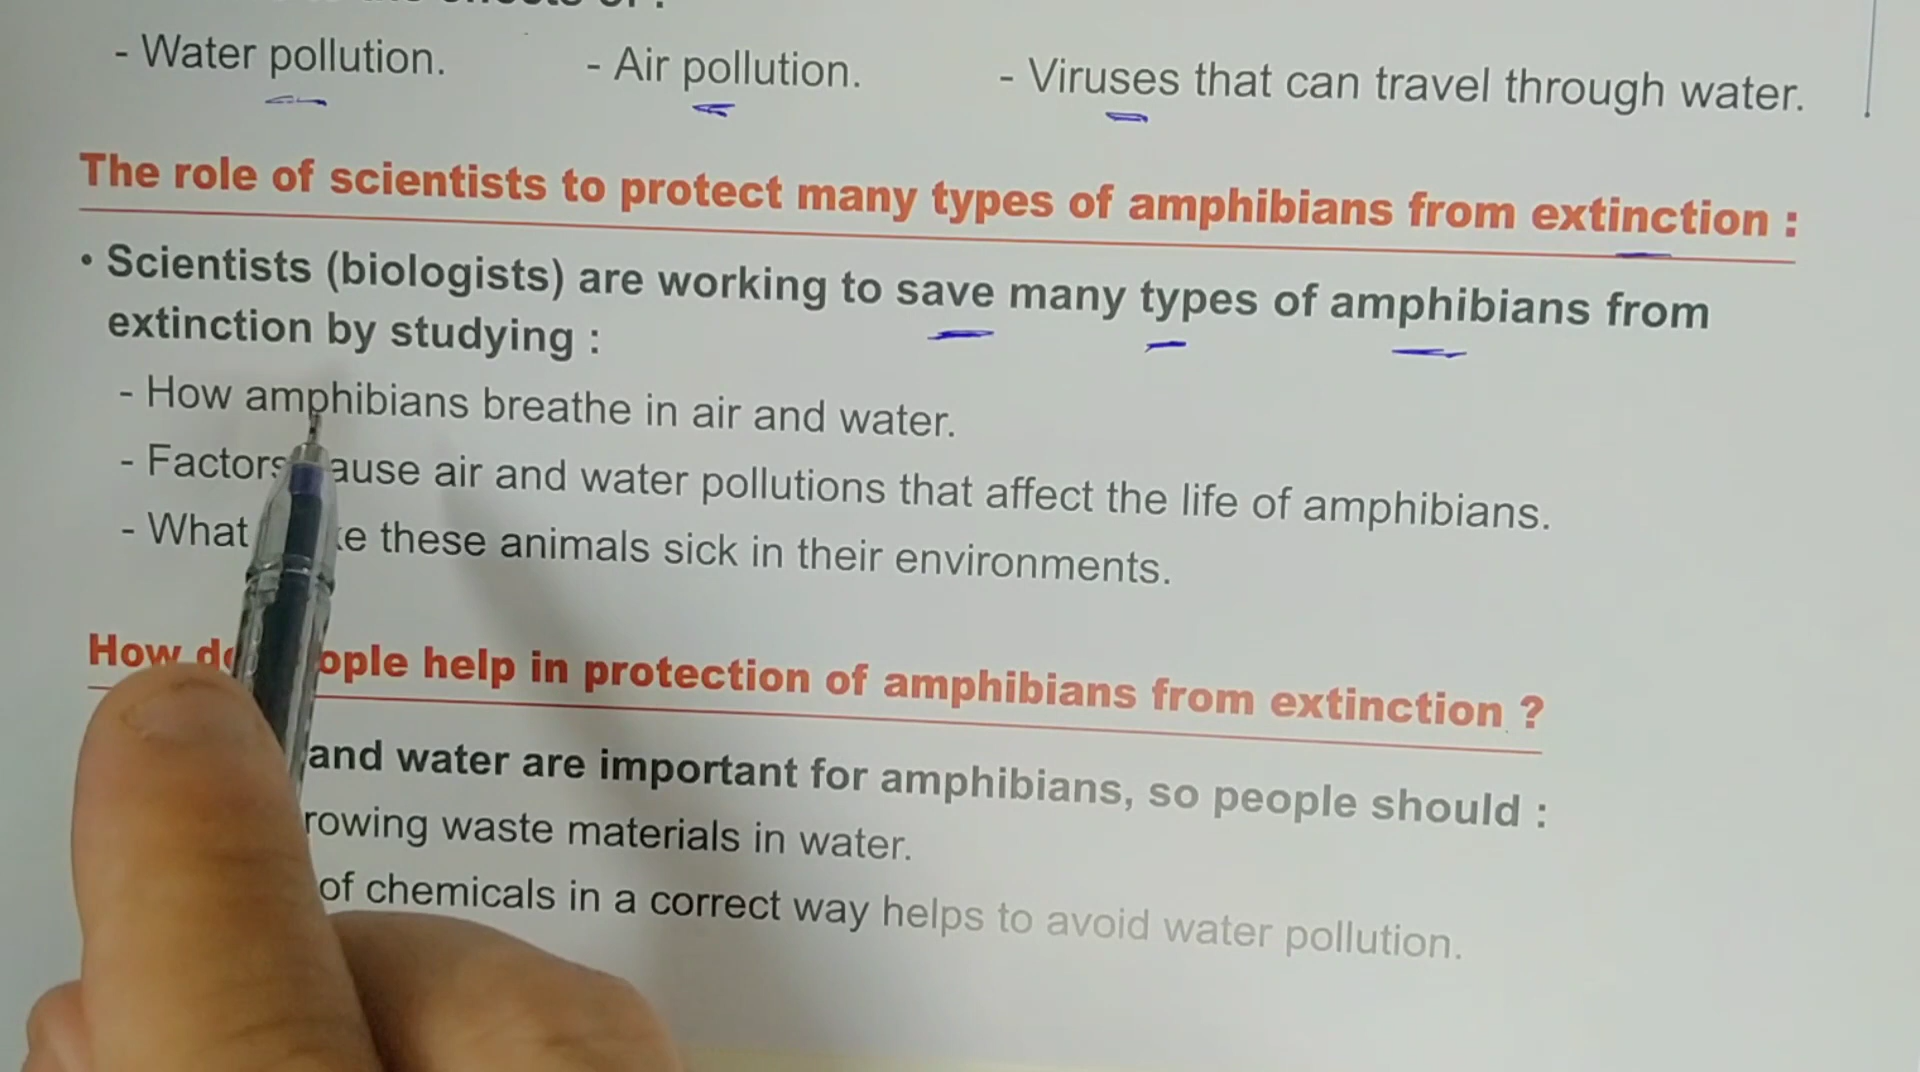 effects of :
- Water pollution. - Air pollution. - Viruses that can travel through water.
The role of scientists to protect many types of amphibians from extinction :
• Scientists (biologists) are working to save many types of amphibians from
extinction by studying :
- How amphibians breathe in air and water.
- Factors ause air and water pollutions that affect the life of amphibians.
- What these animals sick in their environments.
How ople help in protection of amphibians from extinction ?
and water are important for amphibians, so people should :
rowing waste materials in water.
of chemicals in a correct way helps to avoid water pollution.